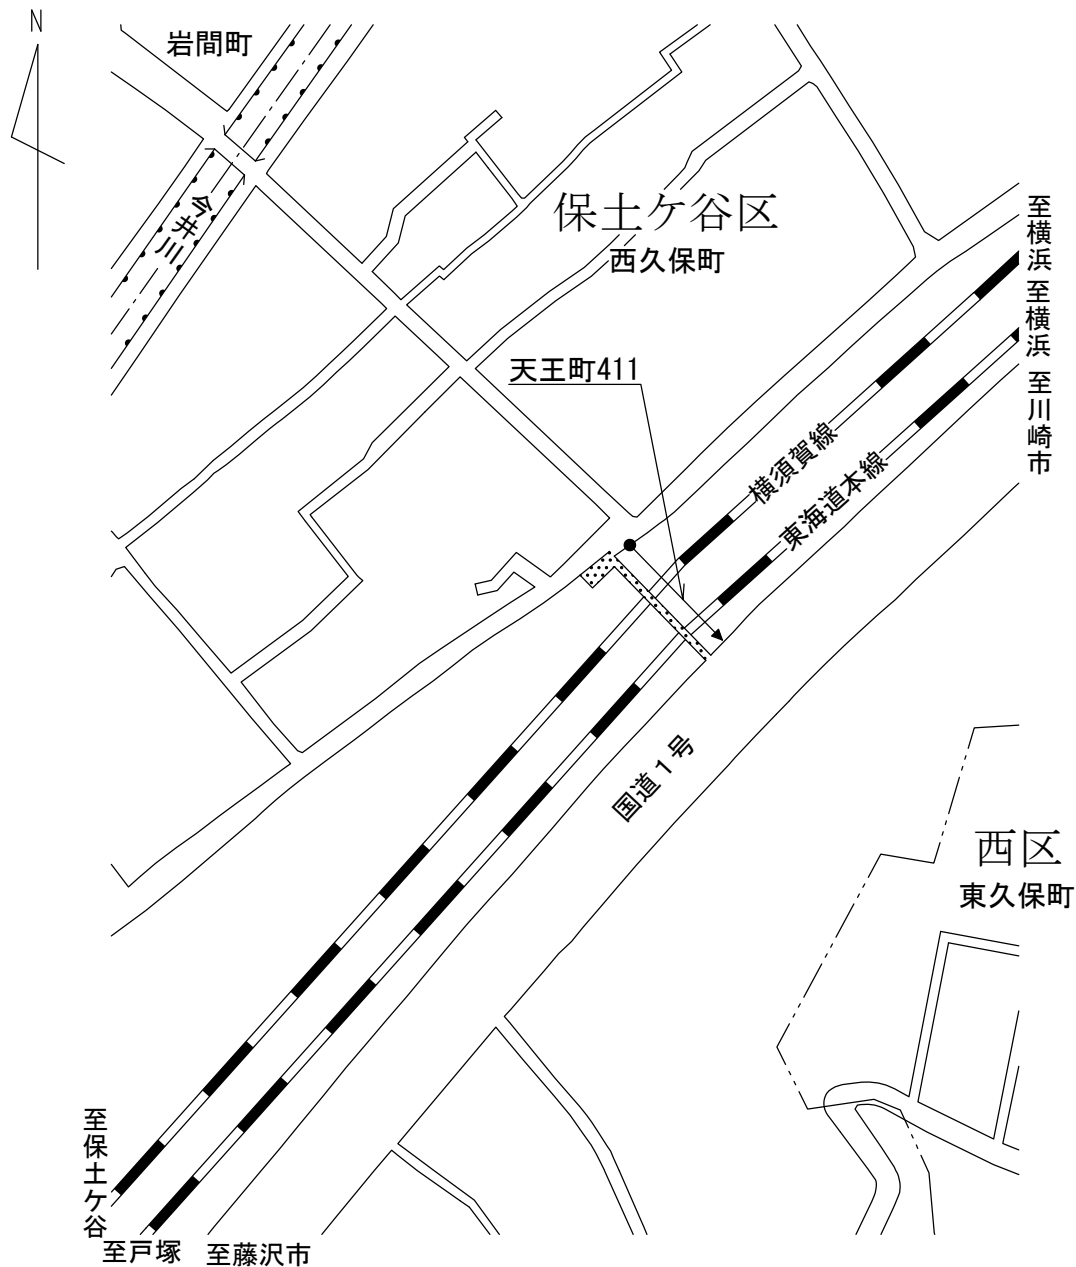 N
岩間町
今井川
保土ケ谷区
西久保町
至横浜
至横浜
至川崎市
天王町411
横須賀線
東海道本線
国道1号
西区
東久保町
至保土ケ谷
至戸塚
至藤沢市